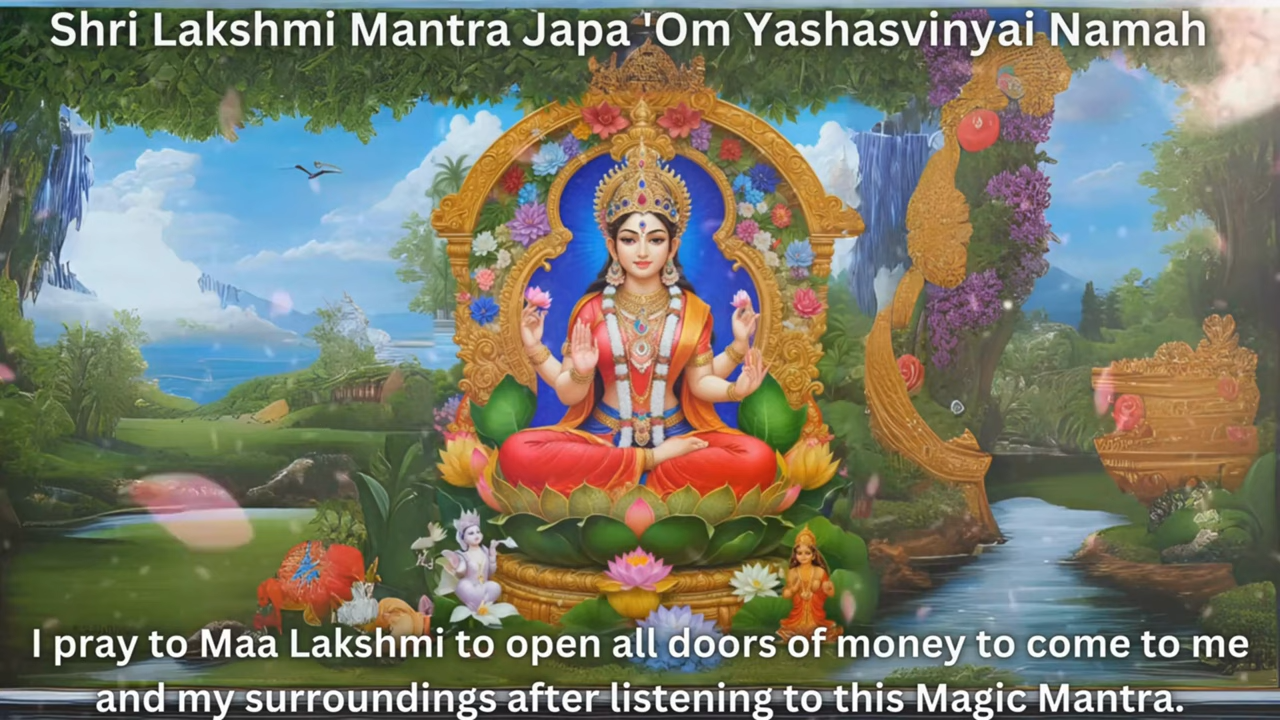 Shri Lakshmi Mantra Japa 'Om Yashasvinyai Namah
I pray to Maa Lakshmi to open all doors of money to come to me
and my surroundings after listening to this Magic Mantra.